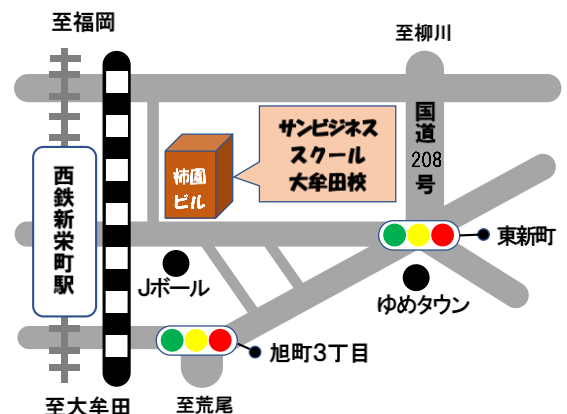 至福岡
至柳川
サンビジネス
スクール
大牟田校
国道208号
柿園
ビル
西鉄新栄町駅
東新町
Jボール
ゆめタウン
旭町3丁目
至大牟田
至荒尾